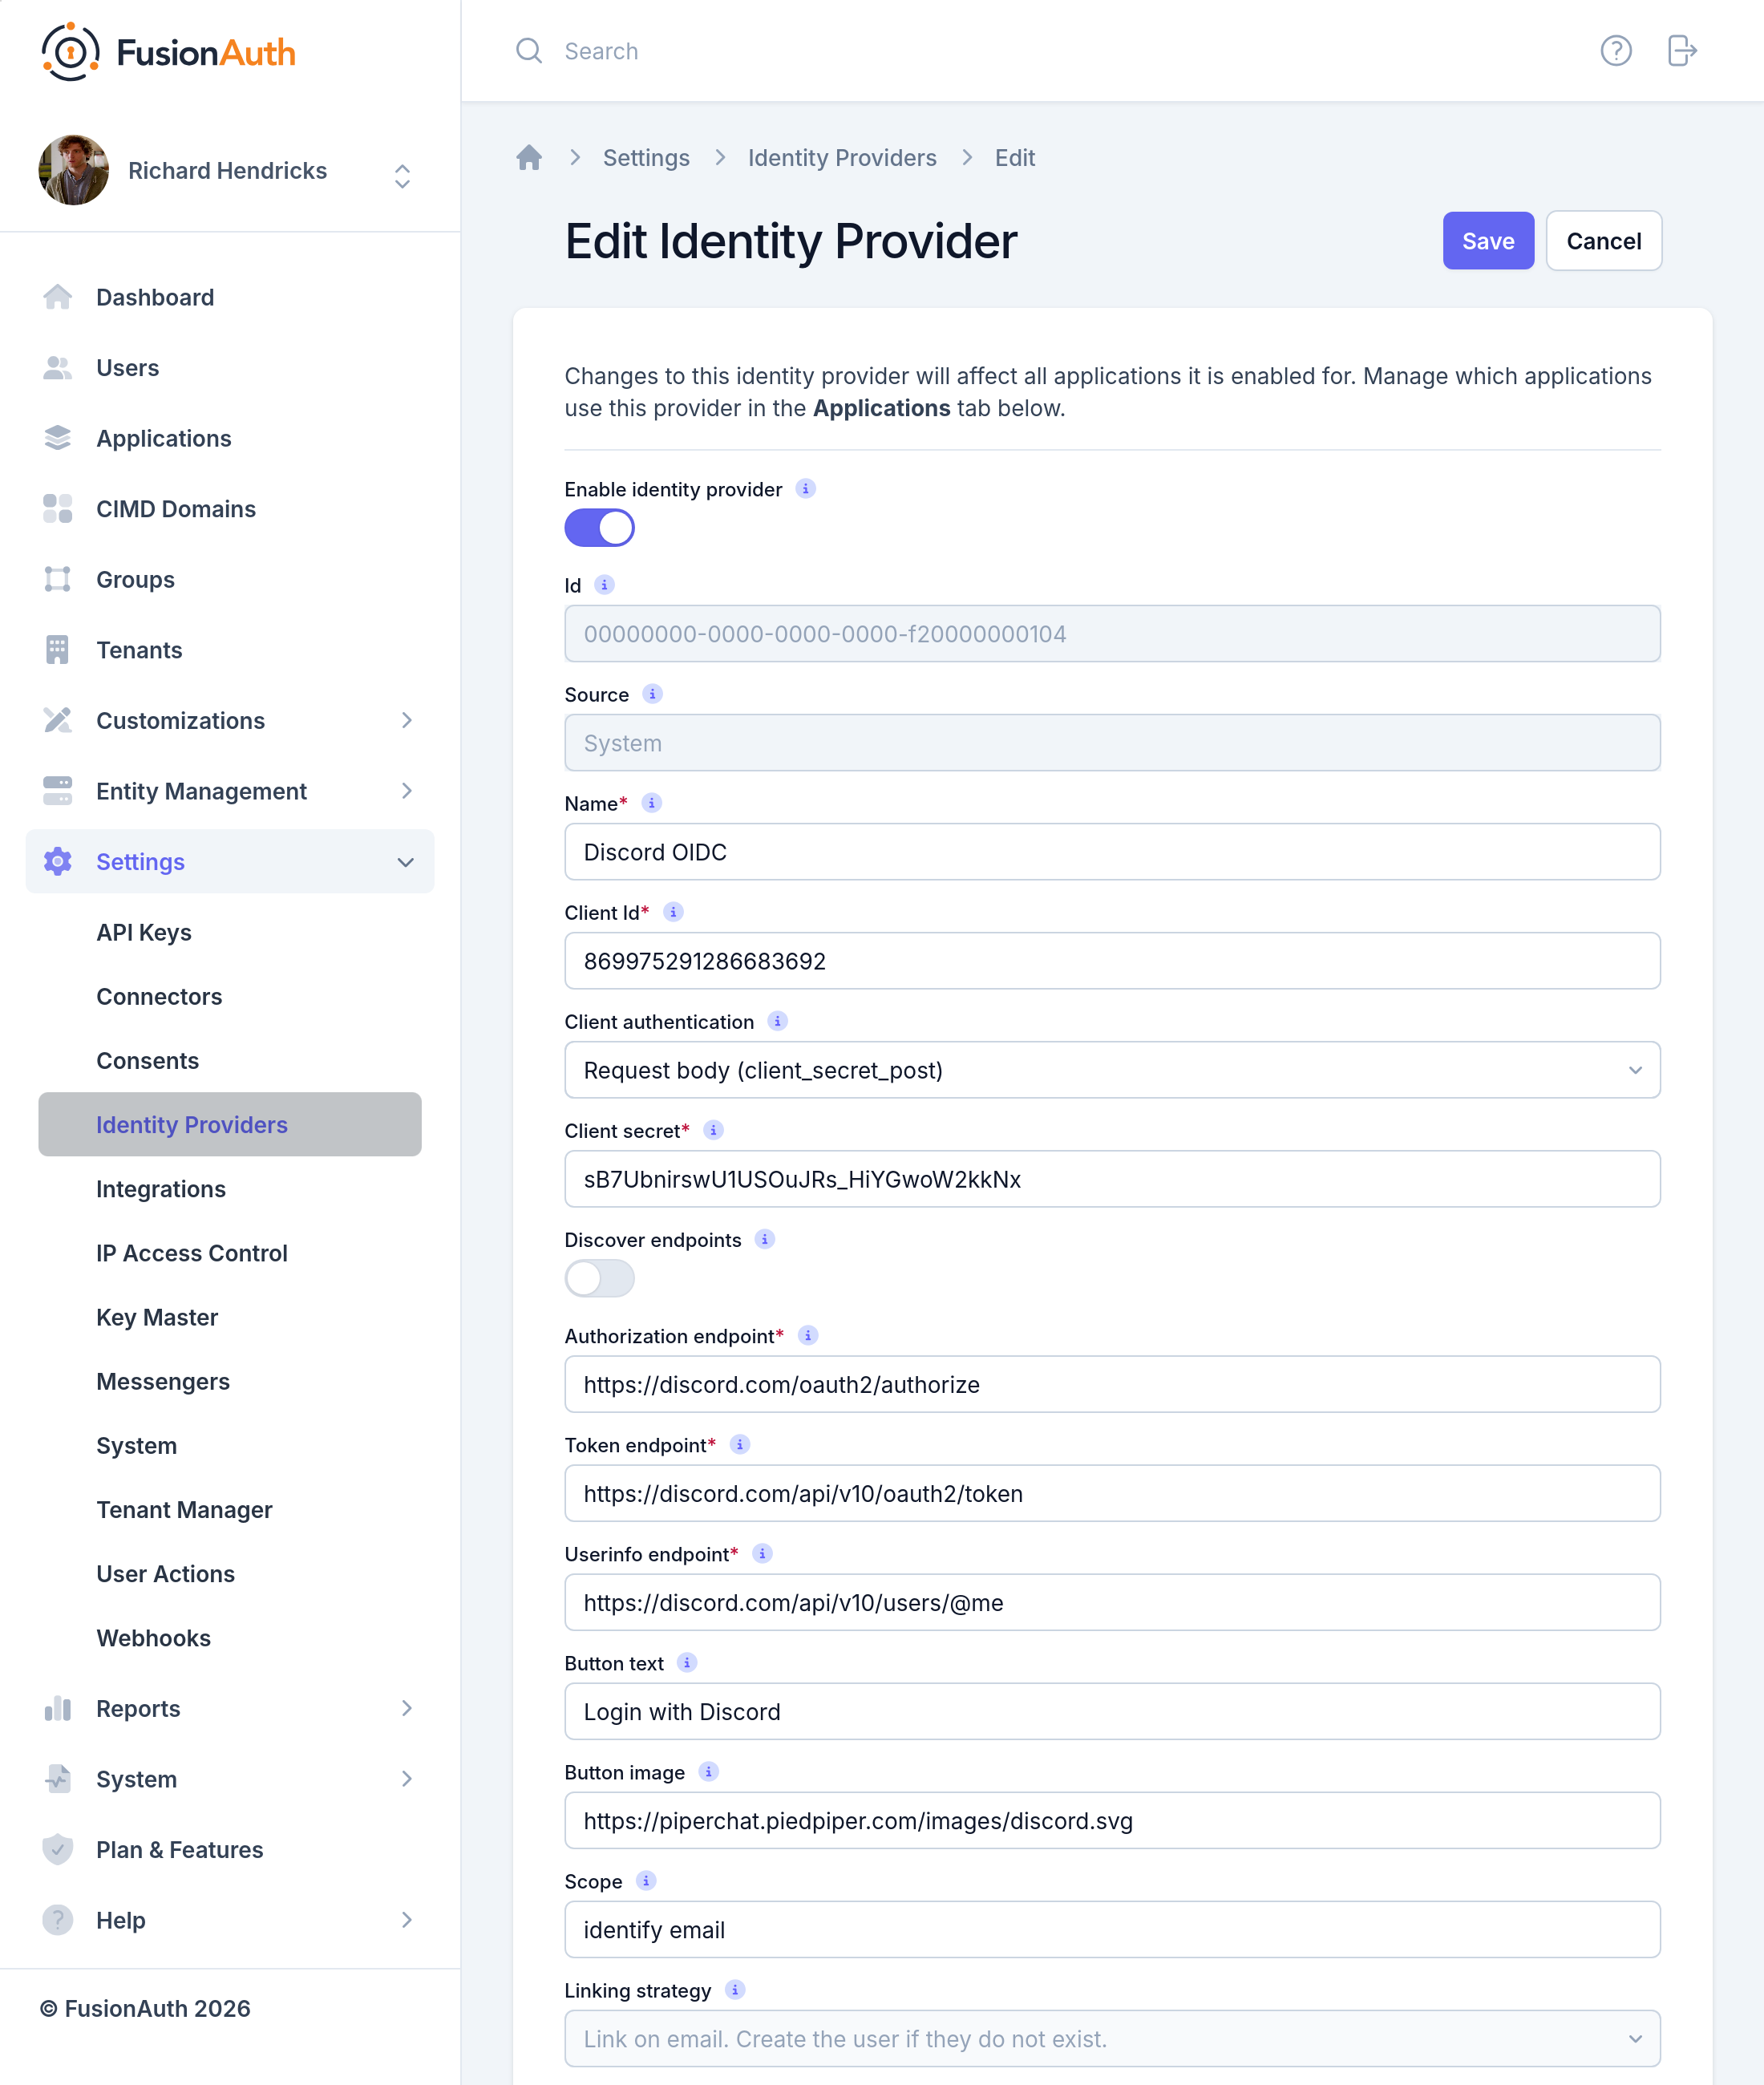 FusionAuth
Search
Richard Hendricks
Dashboard
Users
Applications
CIMD Domains
Groups
Tenants
Customizations
Entity Management
Settings
API Keys
Connectors
Consents
Identity Providers
Integrations
IP Access Control
Key Master
Messengers
System
Tenant Manager
User Actions
Webhooks
Reports
System
Plan & Features
Help
© FusionAuth 2026
Settings Identity Providers Edit
Edit Identity Provider
Save Cancel
Changes to this identity provider will affect all applications it is enabled for. Manage which applications
use this provider in the Applications tab below.
Enable identity provider
Id
00000000-0000-0000-0000-f20000000104
Source
System
Name*
Discord OIDC
Client Id*
869975291286683692
Client authentication
Request body (client_secret_post)
Client secret*
sB7UbnirswU1USOuJRs_HiYGwoW2kkNx
Discover endpoints
Authorization endpoint*
https://discord.com/oauth2/authorize
Token endpoint*
https://discord.com/api/v10/oauth2/token
Userinfo endpoint*
https://discord.com/api/v10/users/@me
Button text
Login with Discord
Button image
https://piperchat.piedpiper.com/images/discord.svg
Scope
identify email
Linking strategy
Link on email. Create the user if they do not exist.